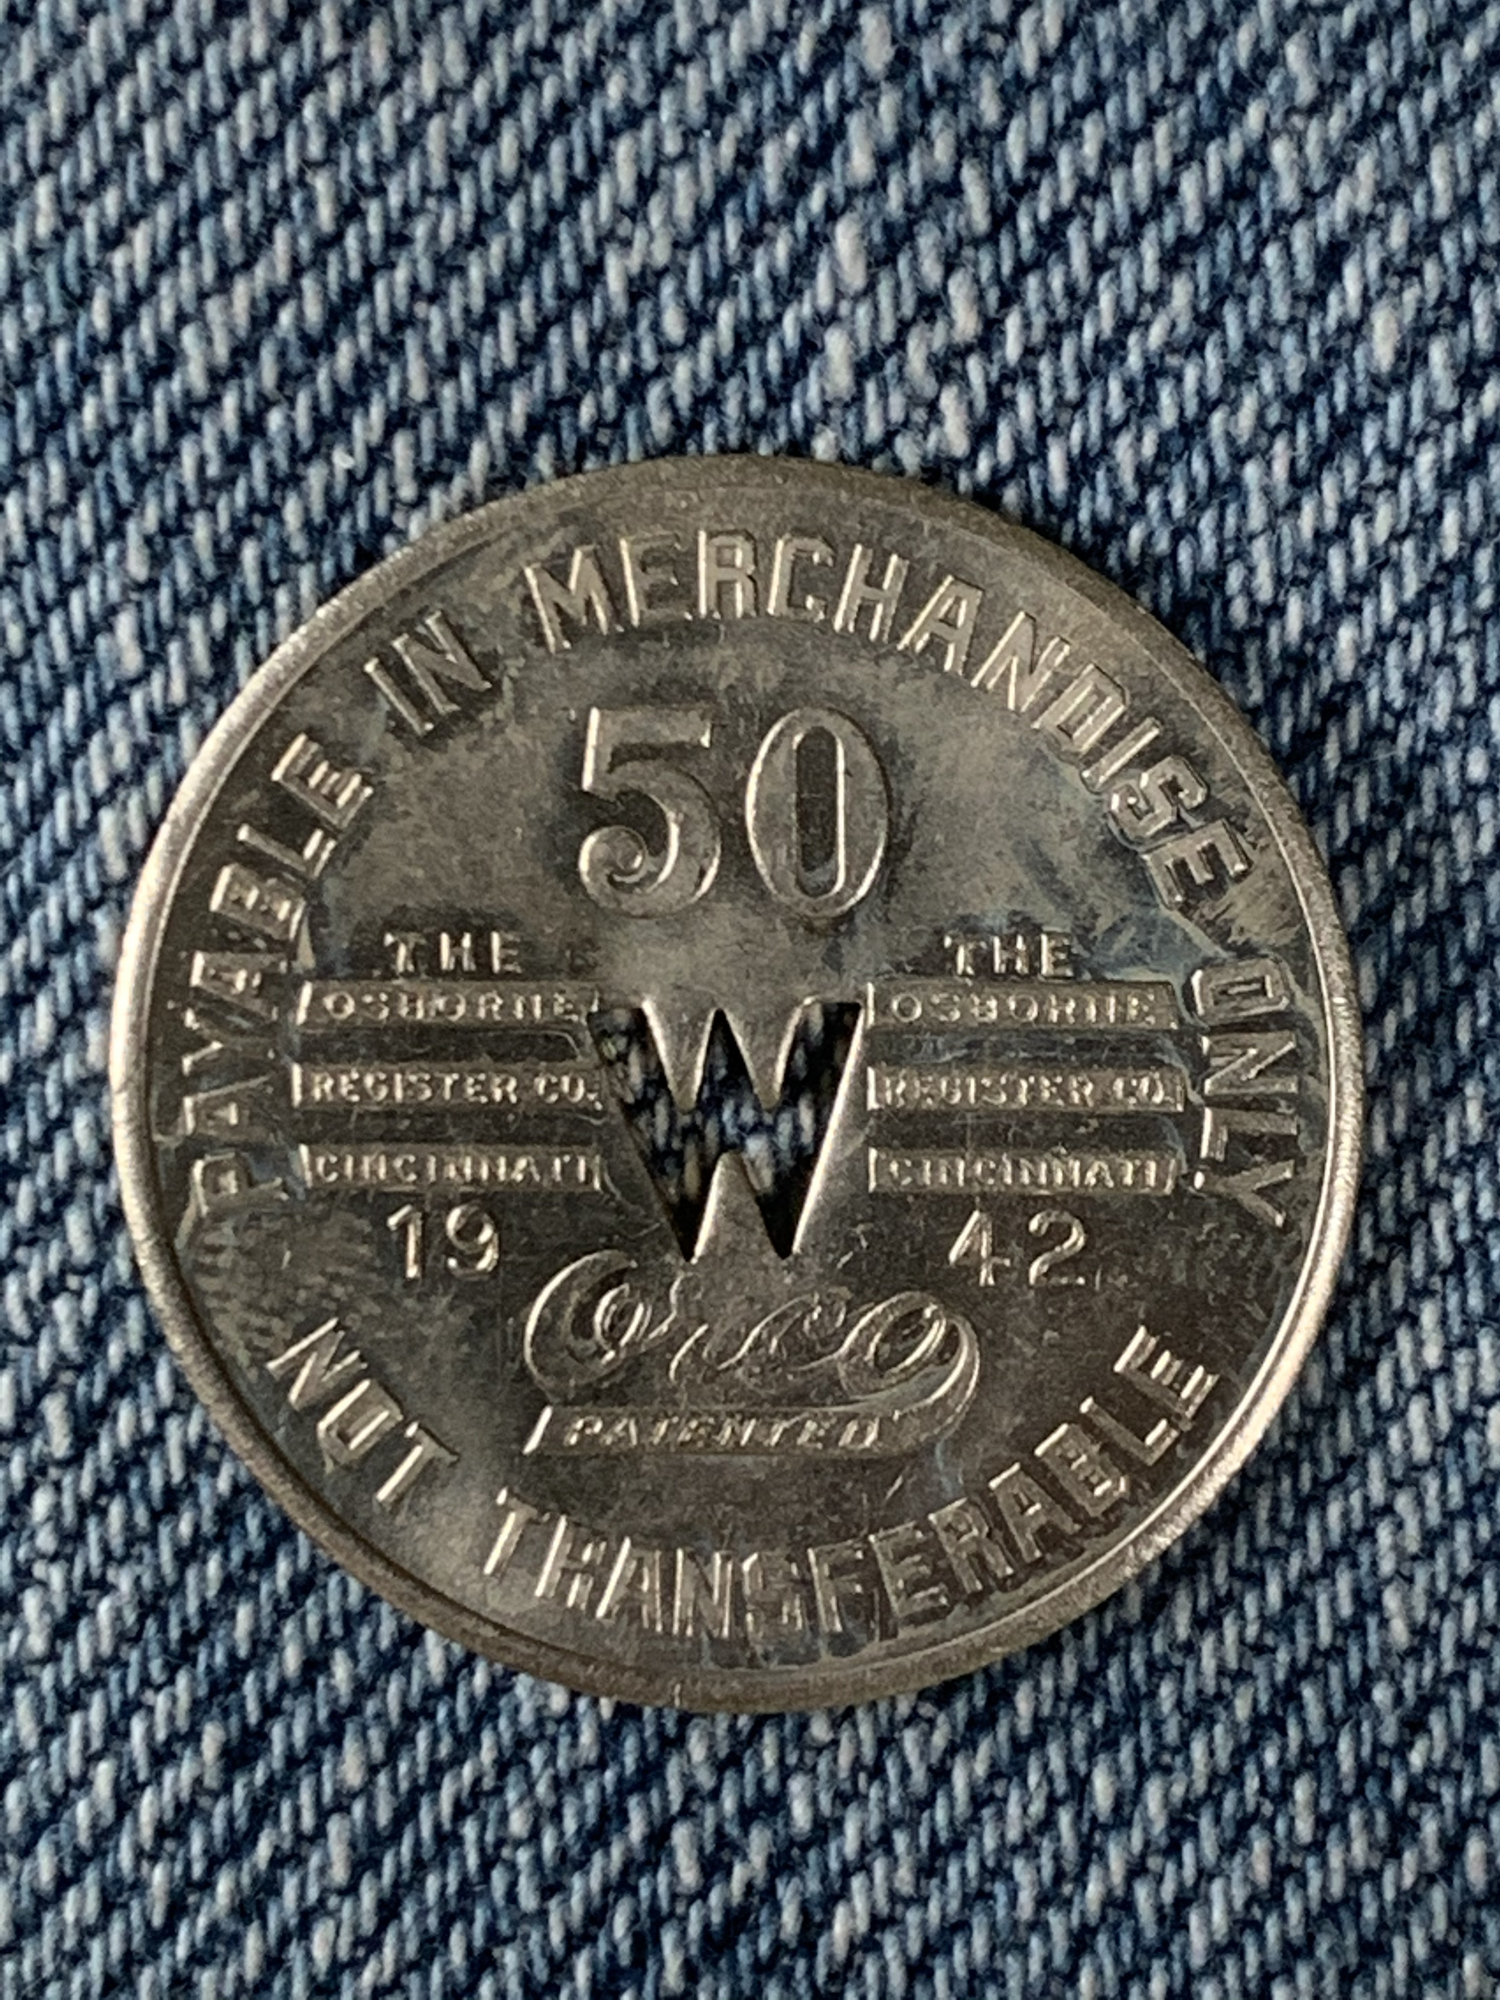 PAYABLE IN MERCHANDISE ONLY
50
THE
OSBORNE
REGISTER CO.
CINCINNATI
19
W
THE
OSBORNE
REGISTER CO.
CINCINNATI
42
Orco
PATENTED
NOT TRANSFERABLE